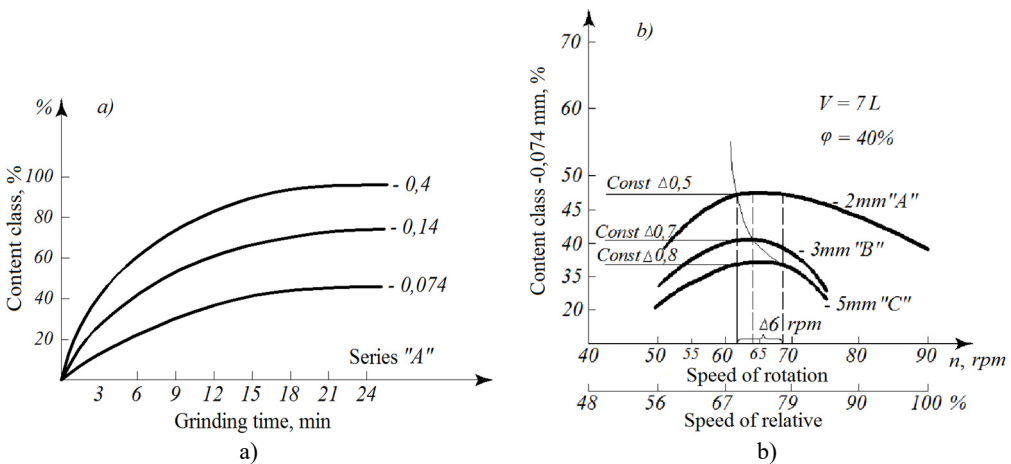 % a)
Content class, %
100
80
60
40
20
- 0,4
- 0,14
- 0,074
Series "A"
3 6 9 12 15 18 21 24
Grinding time, min
a)
b)
Content class -0,074 mm, %
70
60
50
45
40
35
20
V = 7 L
φ = 40%
Const Δ0,5
Const Δ0,7
Const Δ0,8
- 2mm "A"
- 3mm "B"
- 5mm "C"
Δ6 rpm
40 50 55 60 65 70 80 90 n, rpm
Speed of rotation
48 56 67 79 90 100 %
Speed of relative
b)